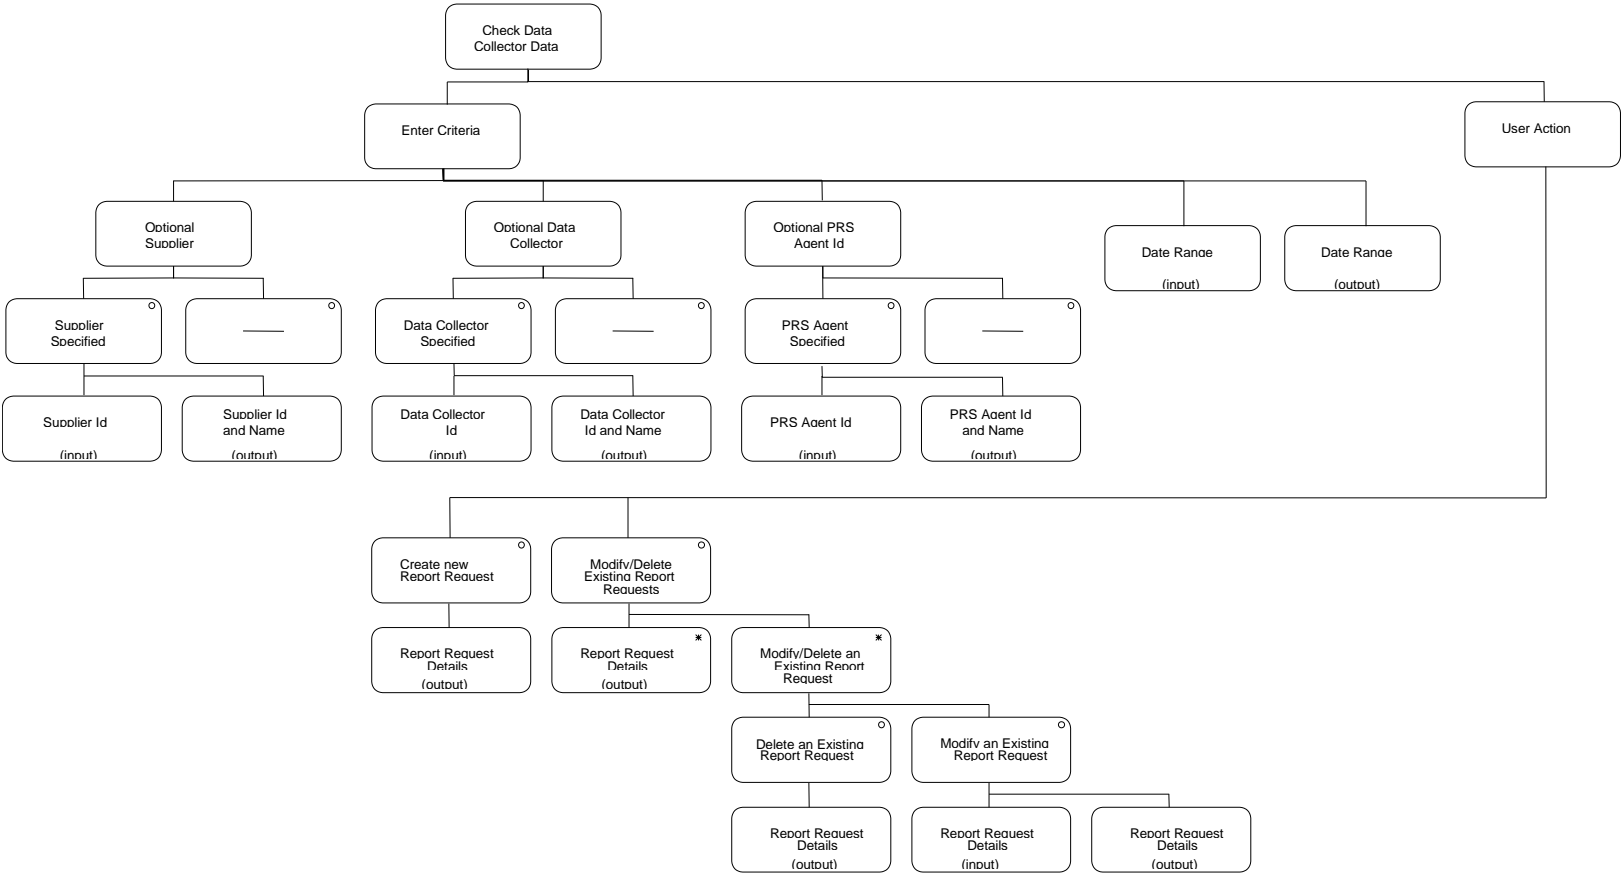 Check Data
Collector Data
Enter Criteria
User Action
Optional
Supplier
Optional Data
Collector
Optional PRS
Agent Id
Date Range
(input)
Date Range
(output)
Supplier
Specified
Data Collector
Specified
PRS Agent
Specified
Supplier Id
(input)
Supplier Id
and Name
(output)
Data Collector
Id
(input)
Data Collector
Id and Name
(output)
PRS Agent Id
(input)
PRS Agent Id
and Name
(output)
Create new
Report Request
Modify/Delete
Existing Report
Requests
Report Request
Details
(output)
Report Request
Details
(output)
Modify/Delete an
Existing Report
Request
Delete an Existing
Report Request
Modify an Existing
Report Request
Report Request
Details
(output)
Report Request
Details
(input)
Report Request
Details
(output)